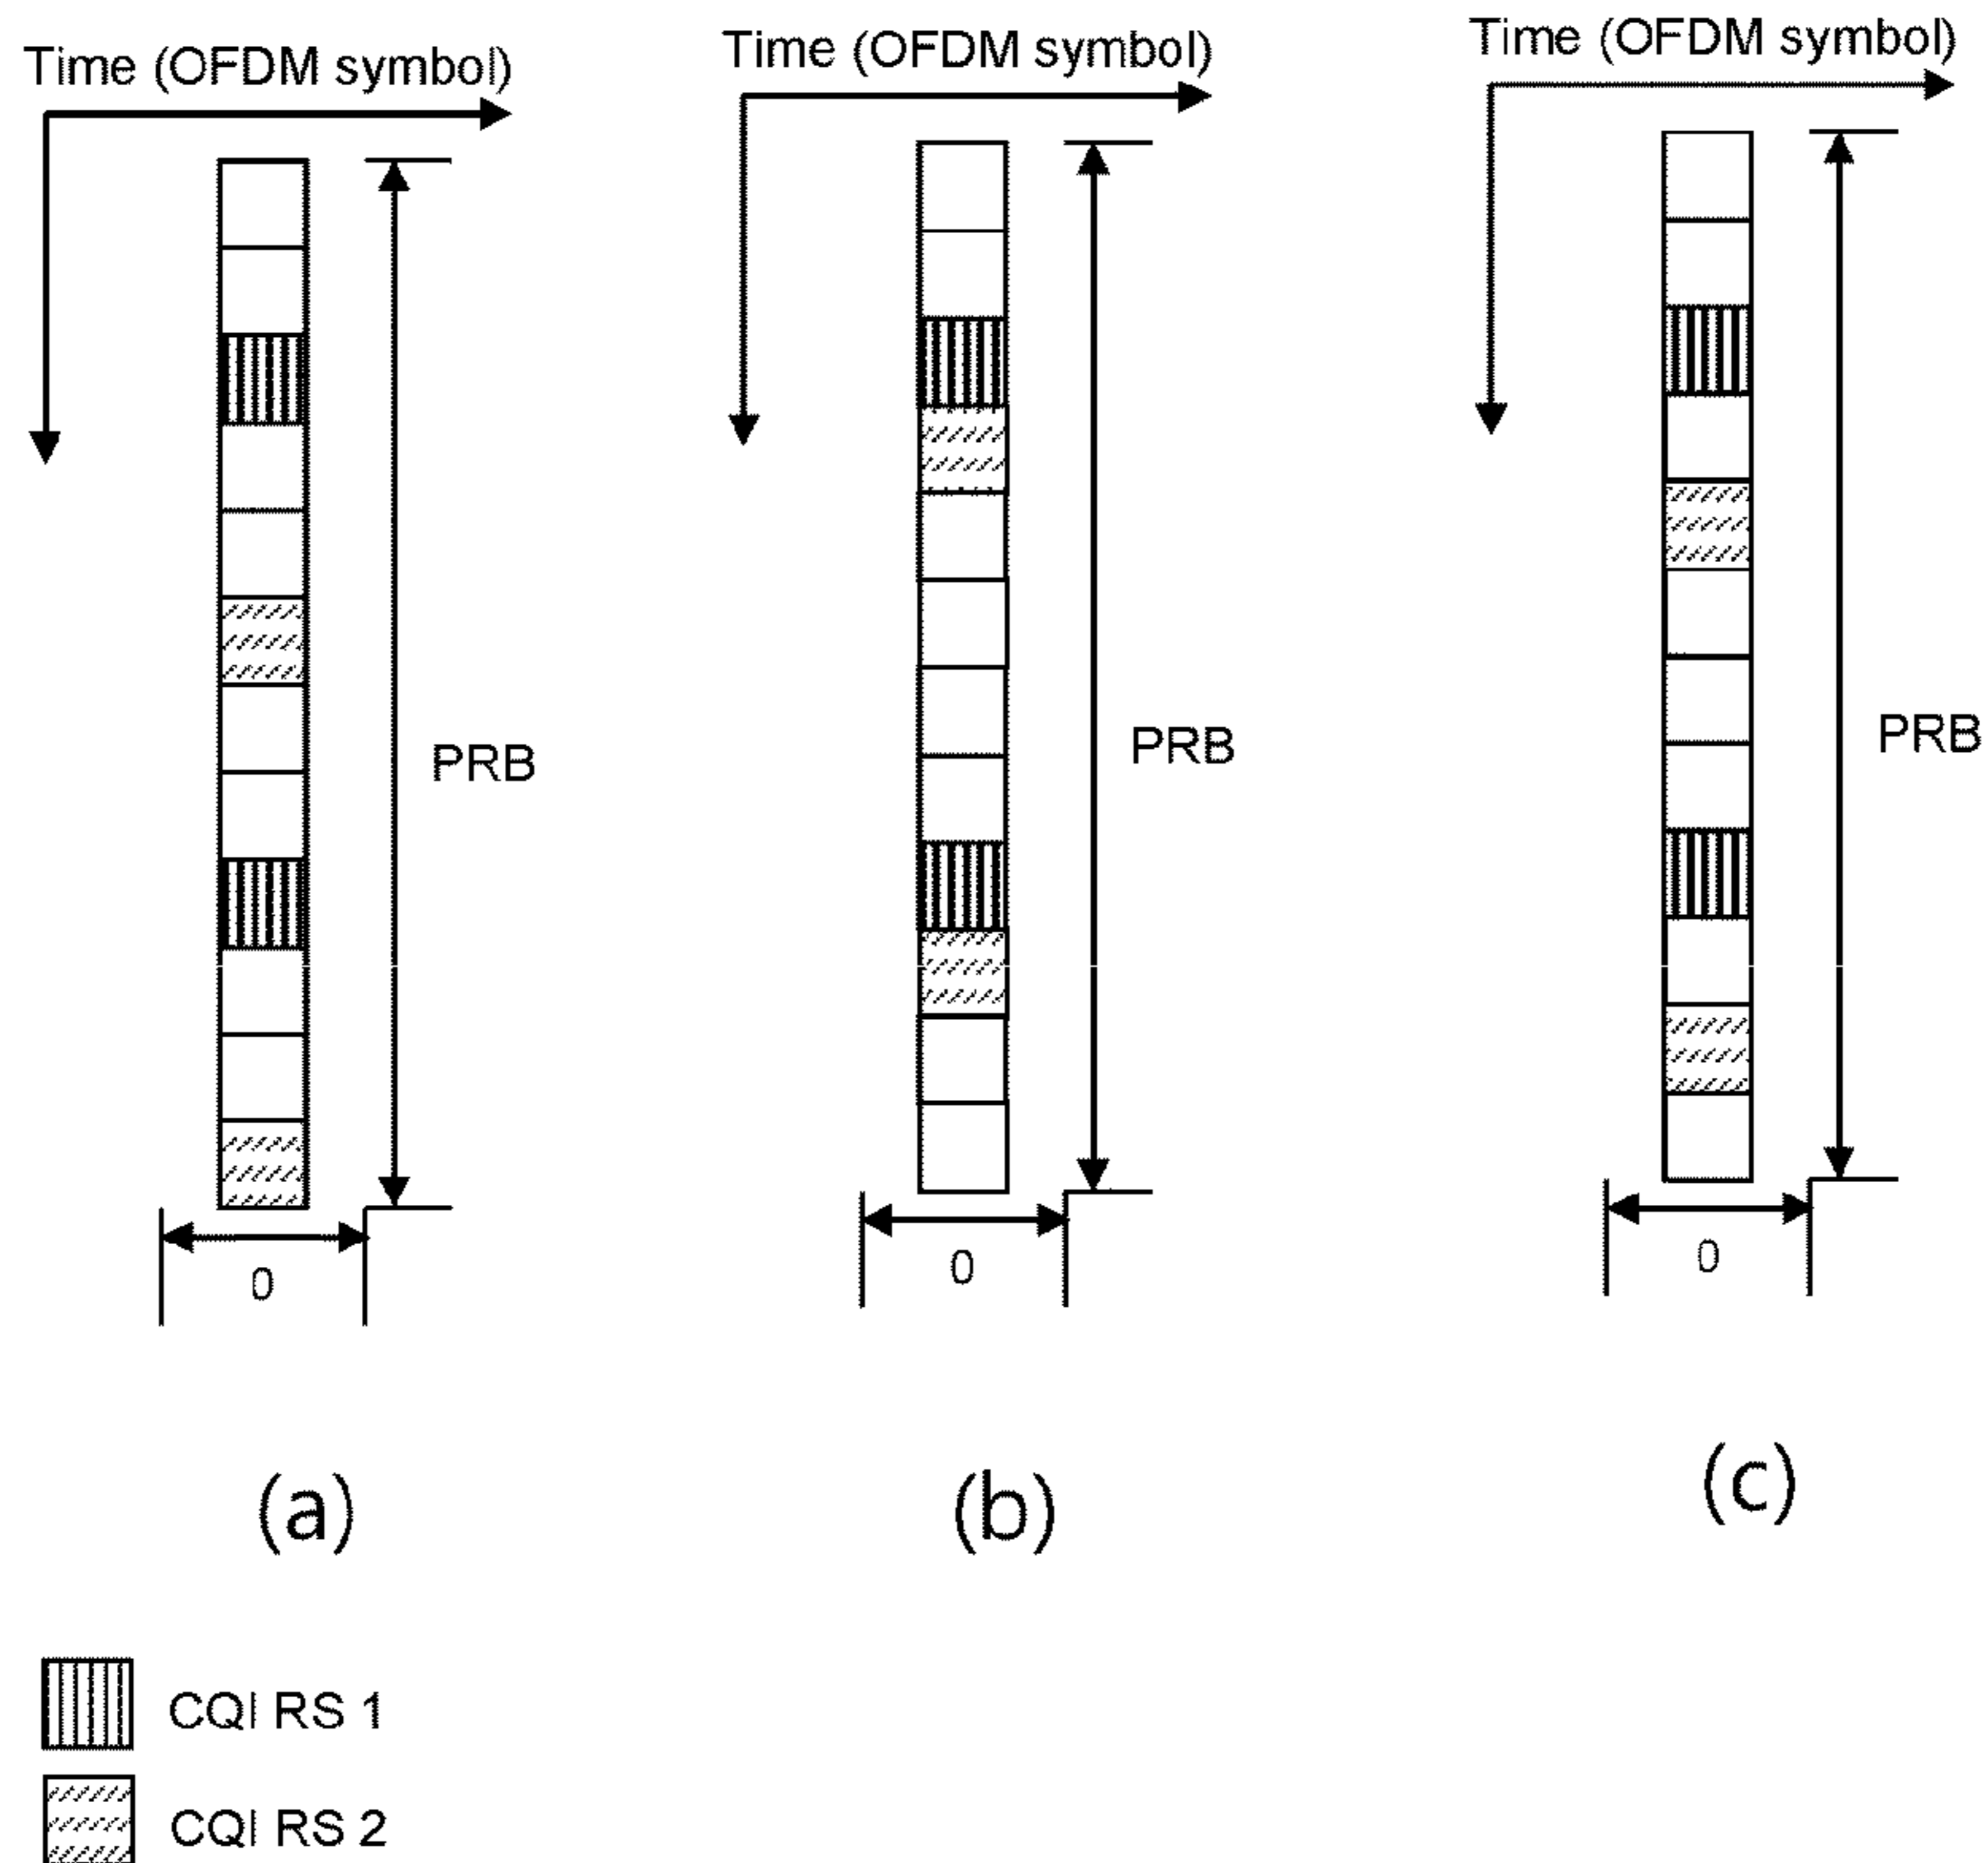 Time (OFDM symbol)
Time (OFDM symbol)
Time (OFDM symbol)
PRB
PRB
PRB
0
0
0
(a)
(b)
(c)
CQI RS 1
CQI RS 2